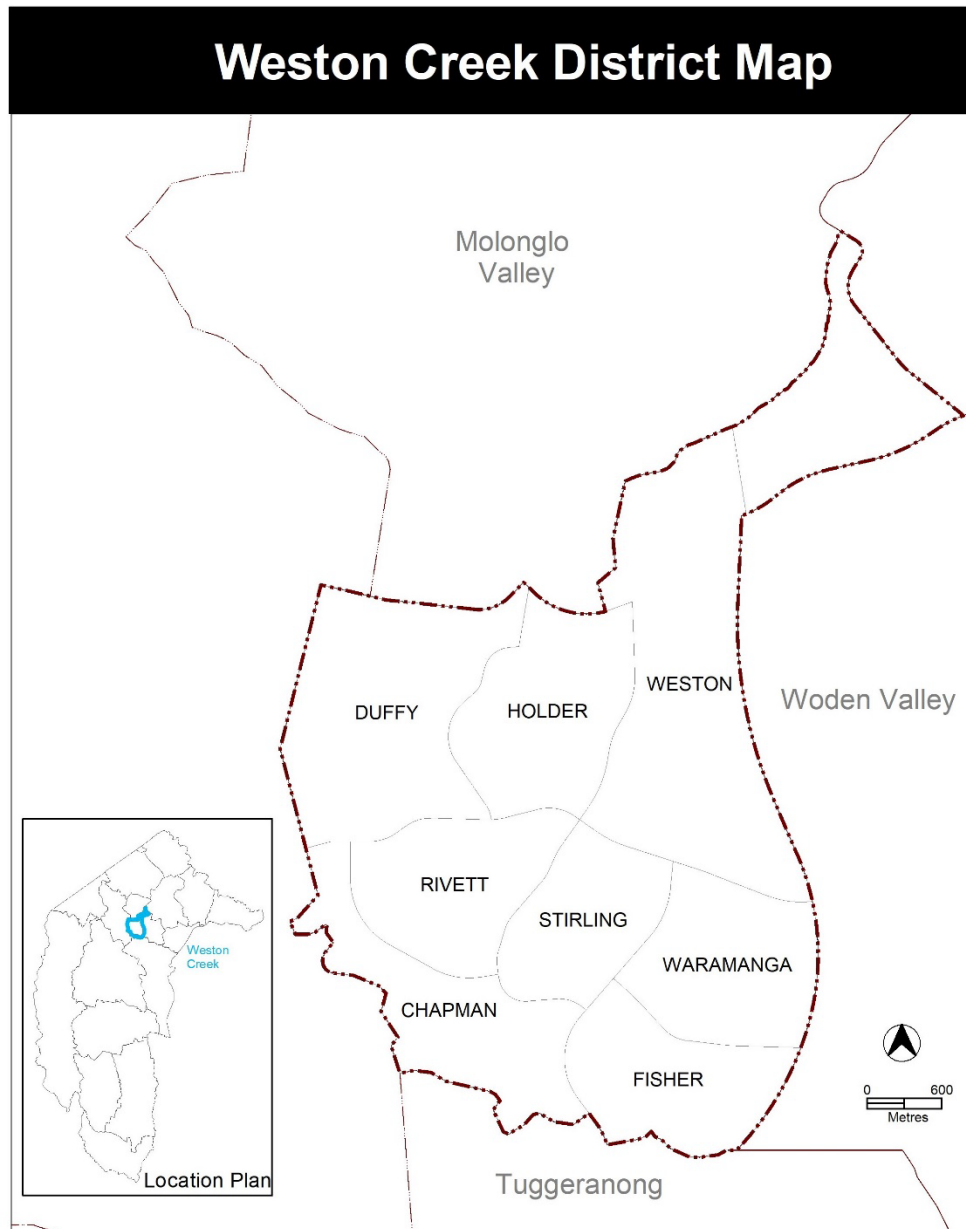 Weston Creek District Map
Molonglo
Valley
WESTON
Woden Valley
DUFFY
HOLDER
RIVETT
STIRLING
WARAMANGA
CHAPMAN
FISHER
Weston
Creek
Location Plan
0 600
Metres
Tuggeranong